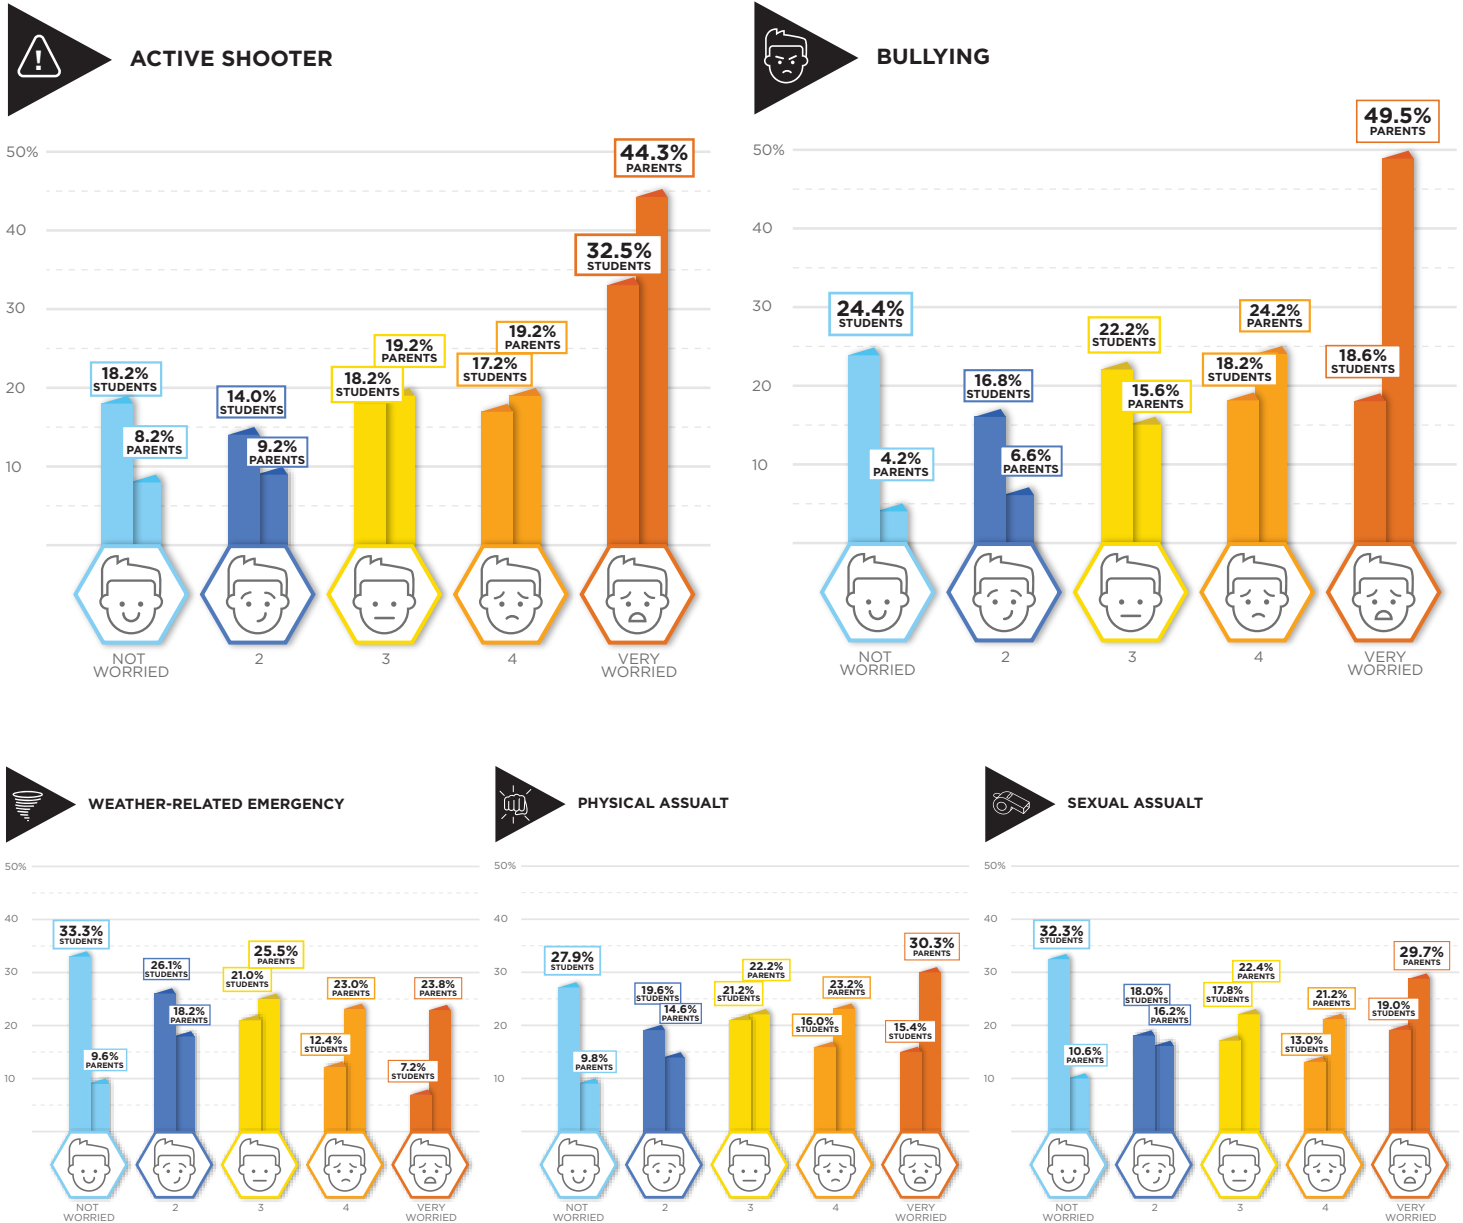 ACTIVE SHOOTER
50%
40
30
20
10
18.2%
STUDENTS
8.2%
PARENTS
14.0%
STUDENTS
9.2%
PARENTS
18.2%
STUDENTS
19.2%
PARENTS
17.2%
STUDENTS
19.2%
PARENTS
32.5%
STUDENTS
44.3%
PARENTS
NOT
WORRIED
2
3
4
VERY
WORRIED
BULLYING
50%
40
30
20
10
24.4%
STUDENTS
4.2%
PARENTS
16.8%
STUDENTS
6.6%
PARENTS
22.2%
STUDENTS
15.6%
PARENTS
18.2%
STUDENTS
24.2%
PARENTS
18.6%
STUDENTS
49.5%
PARENTS
NOT
WORRIED
2
3
4
VERY
WORRIED
WEATHER-RELATED EMERGENCY
50%
40
30
20
10
33.3%
STUDENTS
9.6%
PARENTS
26.1%
STUDENTS
18.2%
PARENTS
21.0%
STUDENTS
25.5%
PARENTS
12.4%
STUDENTS
23.0%
PARENTS
7.2%
STUDENTS
23.8%
PARENTS
NOT
WORRIED
2
3
4
VERY
WORRIED
PHYSICAL ASSUALT
50%
40
30
20
10
27.9%
STUDENTS
9.8%
PARENTS
19.6%
STUDENTS
14.6%
PARENTS
21.2%
STUDENTS
22.2%
PARENTS
16.0%
STUDENTS
23.2%
PARENTS
15.4%
STUDENTS
30.3%
PARENTS
NOT
WORRIED
2
3
4
VERY
WORRIED
SEXUAL ASSUALT
50%
40
30
20
10
32.3%
STUDENTS
10.6%
PARENTS
18.0%
STUDENTS
16.2%
PARENTS
17.8%
STUDENTS
22.4%
PARENTS
13.0%
STUDENTS
21.2%
PARENTS
19.0%
STUDENTS
29.7%
PARENTS
NOT
WORRIED
2
3
4
VERY
WORRIED